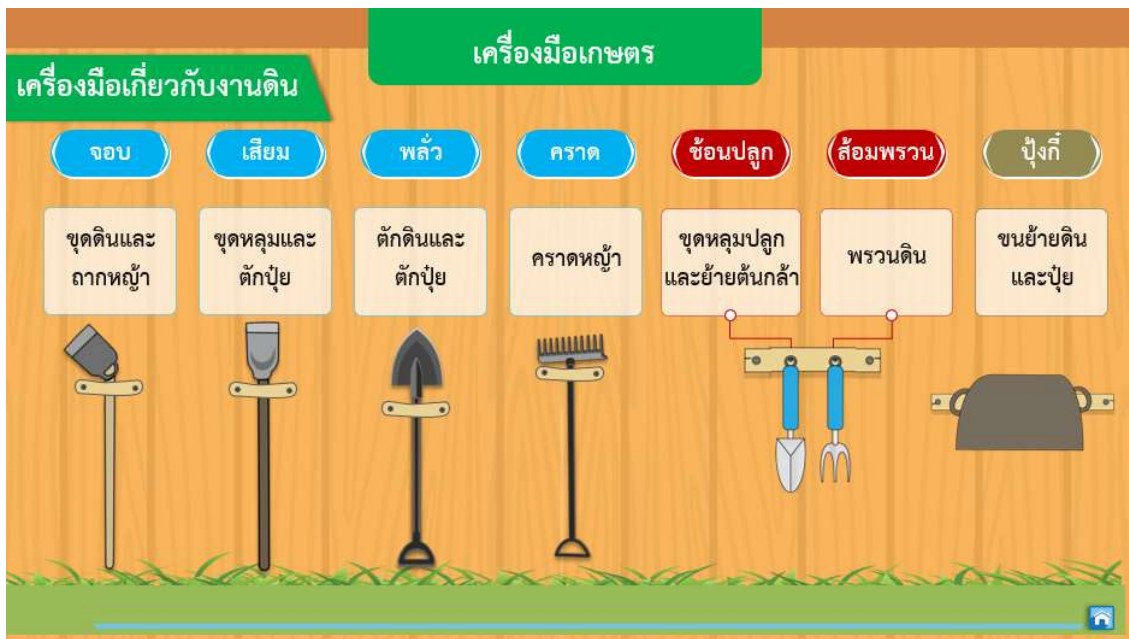 เครื่องมือเกษตร
เครื่องมือเกี่ยวกับงานดิน
จอบ
เสียม
พลั่ว
คราด
ช้อนปลูก
ส้อมพรวน
ปุ้งกี๋
ขุดดินและ
ถากหญ้า
ขุดหลุมและ
ตักปุ๋ย
ตักดินและ
ตักปุ๋ย
คราดหญ้า
ขุดหลุมปลูก
และย้ายต้นกล้า
พรวนดิน
ขนย้ายดิน
และปุ๋ย